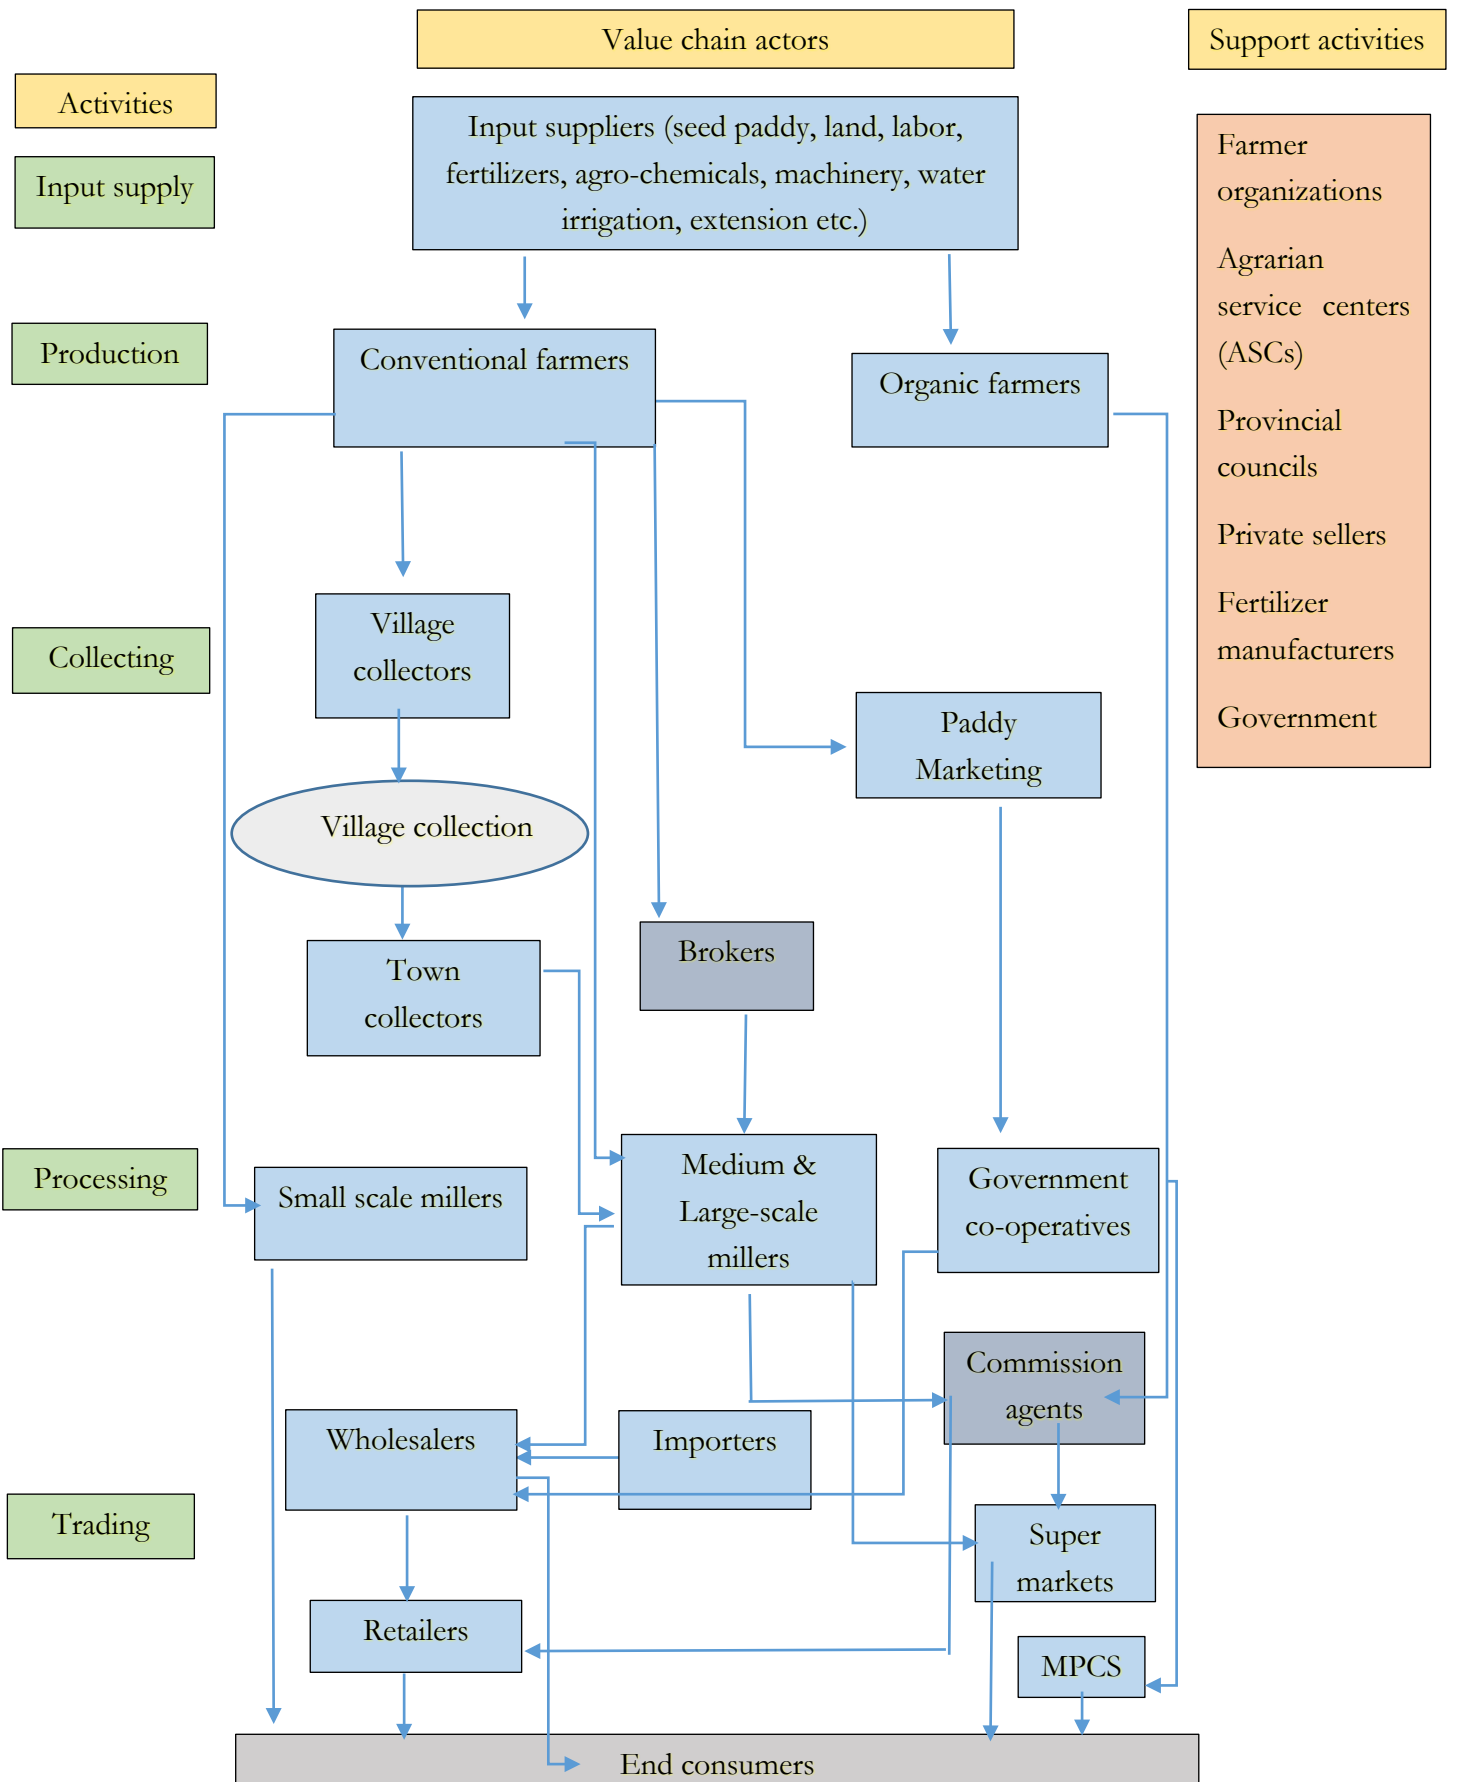 Value chain actors
Support activities
Activities
Input suppliers (seed paddy, land, labor,
fertilizers, agro-chemicals, machinery, water
irrigation, extension etc.)
Input supply
Farmer
organizations
Agrarian
service centers
(ASCs)
Provincial
councils
Private sellers
Fertilizer
manufacturers
Government
Production
Conventional farmers
Organic farmers
Collecting
Village
collectors
Paddy
Marketing
Village collection
Town
collectors
Brokers
Processing
Small scale millers
Medium &
Large-scale
millers
Government
co-operatives
Commission
agents
Wholesalers
Importers
Trading
Super
markets
Retailers
MPCS
End consumers